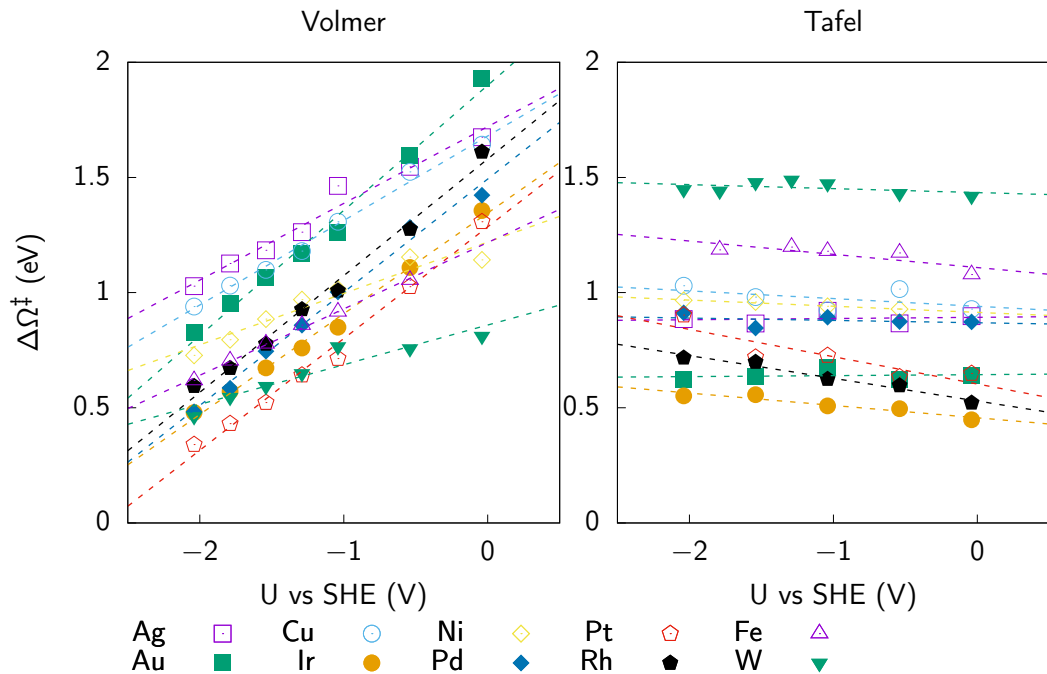 Volmer Tafel
2 2
1.5 1.5
1 1
0.5 0.5
0 0
−2 −1 0 −2 −1 0
ΔΔΩ‡ (eV)
U vs SHE (V) U vs SHE (V)
Ag Cu Ni Pt Fe
Au Ir Pd Rh W